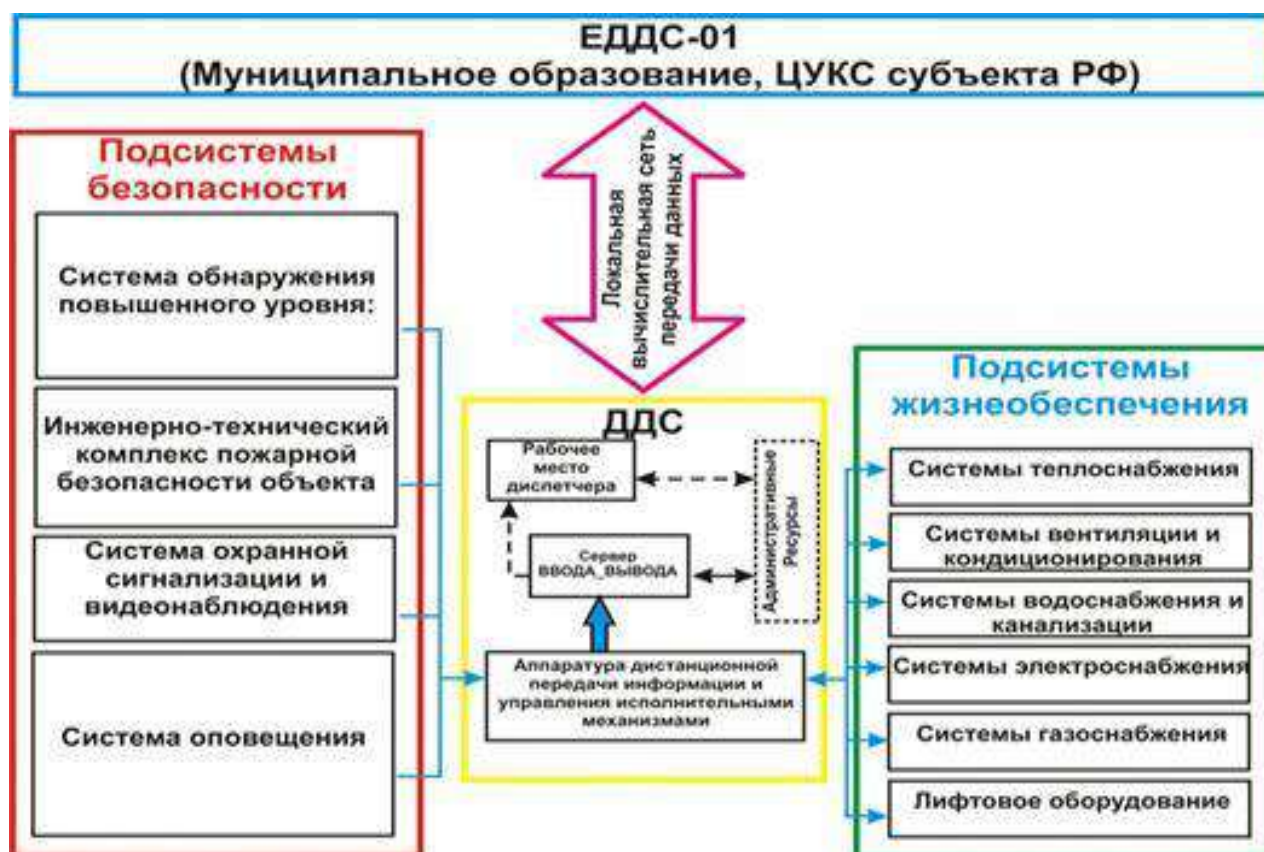 ЕДДС-01
(Муниципальное образование, ЦУКС субъекта РФ)
Подсистемы
безопасности
Система обнаружения
повышенного уровня:
Инженерно-технический
комплекс пожарной
безопасности объекта
Система охранной
сигнализации и
видеонаблюдения
Система оповещения
Локальная
вычислительная сеть
передачи данных
ДДС
Рабочее
место
диспетчера
Сервер
ВВОДА_ВЫВОДА
Административные
Ресурсы
Аппаратура дистанционной
передачи информации и
управления исполнительными
механизмами
Подсистемы
жизнеобеспечения
Системы теплоснабжения
Системы вентиляции и
кондиционирования
Системы водоснабжения и
канализации
Системы электроснабжения
Системы газоснабжения
Лифтовое оборудование